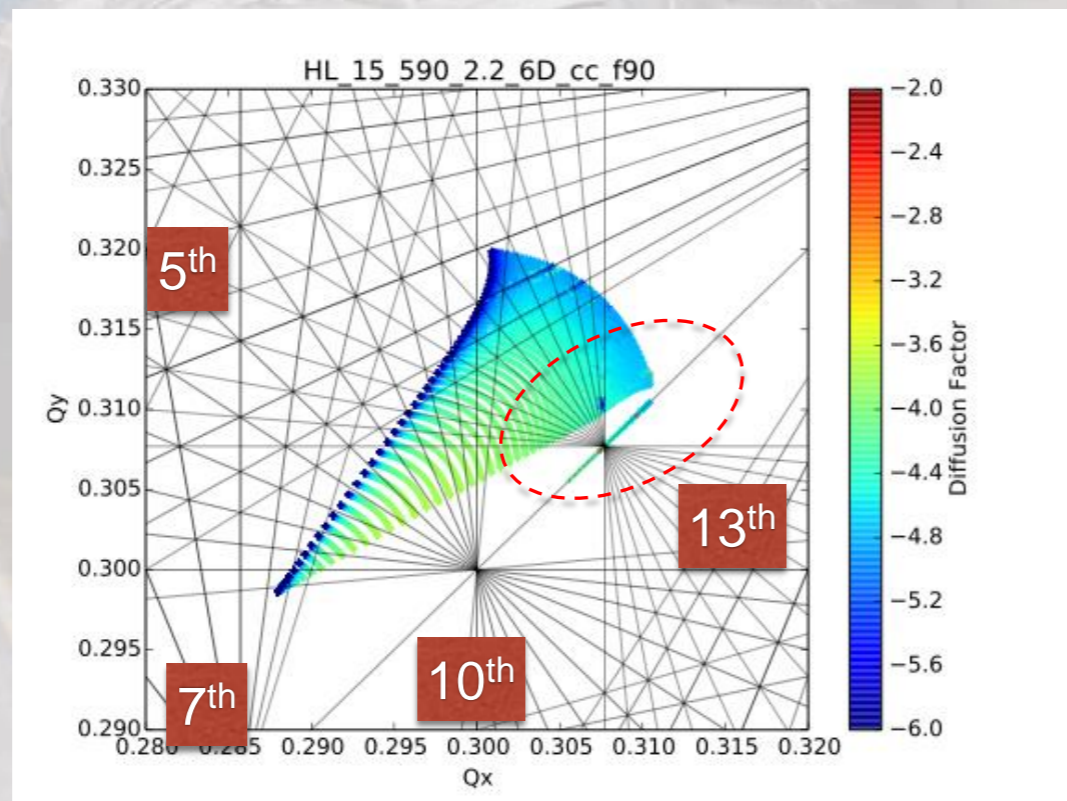 HL_15_590_2.2_6D_cc_f90
0.330
0.325
0.320
0.315
0.310
0.305
0.300
0.295
0.290
Qy
0.280 0.285 0.290 0.295 0.300 0.305 0.310 0.315 0.320
Qx
5th
7th
10th
13th
−2.0
−2.4
−2.8
−3.2
−3.6
−4.0
−4.4
−4.8
−5.2
−5.6
−6.0
Diffusion Factor